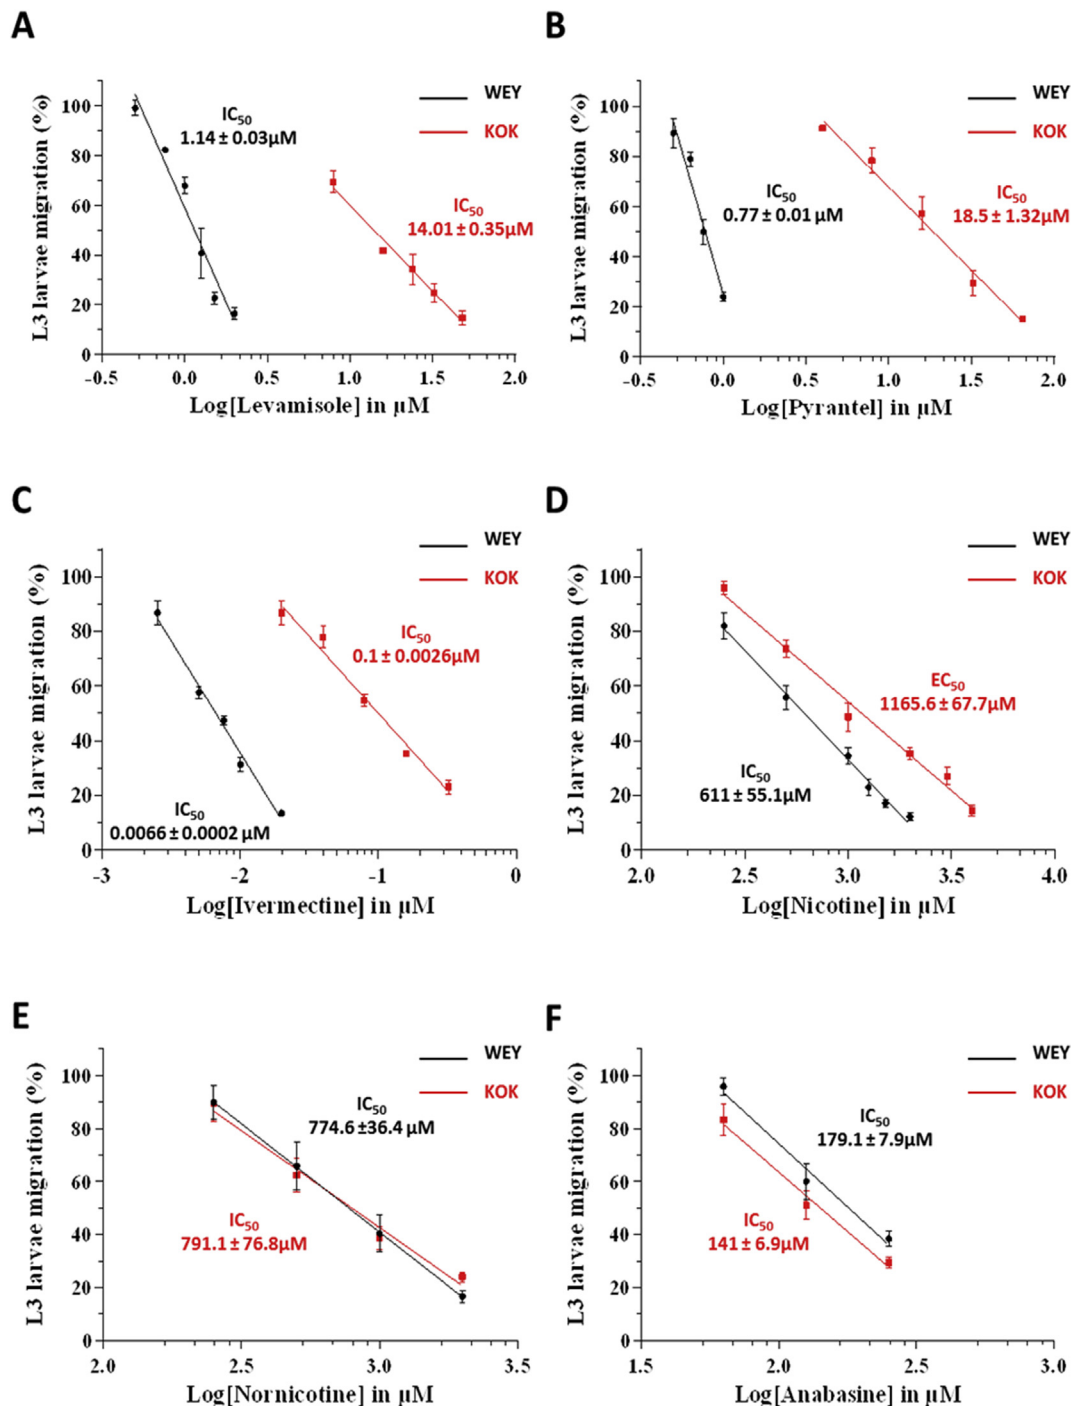 A
L3 larvae migration (%)
100
80
60
40
20
0
-0.5
0.0
0.5
1.0
1.5
2.0
Log[Levamisole] in µM
WEY
KOK
IC50
1.14 ± 0.03µM
IC50
14.01 ± 0.35µM
B
L3 larvae migration (%)
100
80
60
40
20
0
-0.5
0.0
0.5
1.0
1.5
2.0
Log[Pyrantel] in µM
WEY
KOK
IC50
0.77 ± 0.01 µM
IC50
18.5 ± 1.32µM
C
L3 larvae migration (%)
100
80
60
40
20
0
-3
-2
-1
0
Log[Ivermectine] in µM
WEY
KOK
IC50
0.1 ± 0.0026µM
IC50
0.0066 ± 0.0002 µM
D
L3 larvae migration (%)
100
80
60
40
20
0
2.0
2.5
3.0
3.5
4.0
Log[Nicotine] in µM
WEY
KOK
EC50
1165.6 ± 67.7µM
IC50
611 ± 55.1µM
E
L3 larvae migration (%)
100
80
60
40
20
0
2.0
2.5
3.0
3.5
Log[Nornicotine] in µM
WEY
KOK
IC50
774.6 ±36.4 µM
IC50
791.1 ± 76.8µM
F
L3 larvae migration (%)
100
80
60
40
20
0
1.5
2.0
2.5
3.0
Log[Anabasine] in µM
WEY
KOK
IC50
179.1 ± 7.9µM
IC50
141 ± 6.9µM